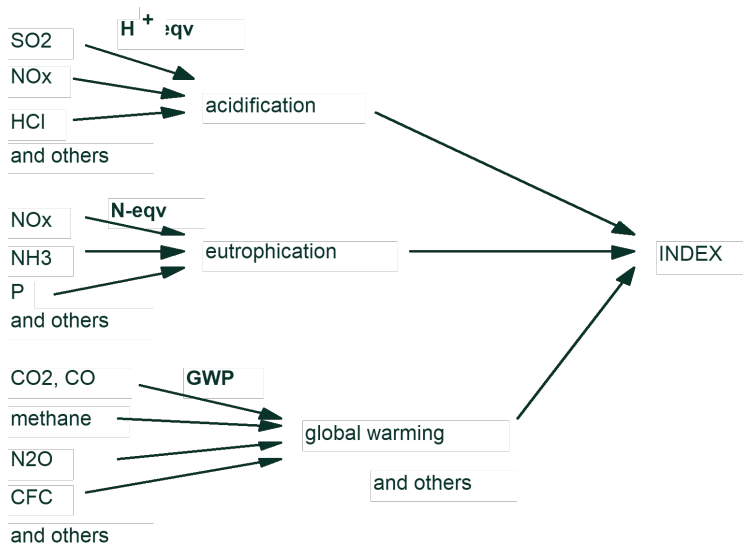 H+ eqv
SO2
NOx
acidification
HCl
and others
N-eqv
NOx
eutrophication
INDEX
NH3
P
and others
CO2, CO
GWP
methane
global warming
N2O
and others
CFC
and others